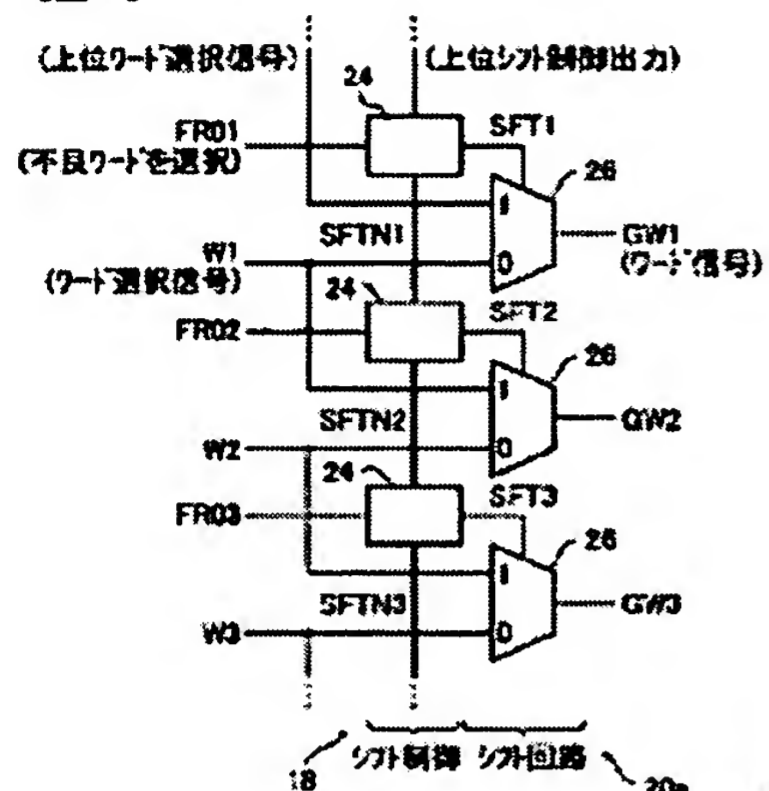 (上位ワード選択信号)
(上位シフト制御出力)
24
FR01
(不良ワードを選択)
SFT1
26
1
SFTN1
GW1
(ワード信号)
W1
(ワード選択信号)
0
24
SFT2
FR02
26
1
SFTN2
GW2
W2
0
24
SFT3
FR03
26
1
SFTN3
GW3
W3
0
シフト制御
シフト回路
18
20a